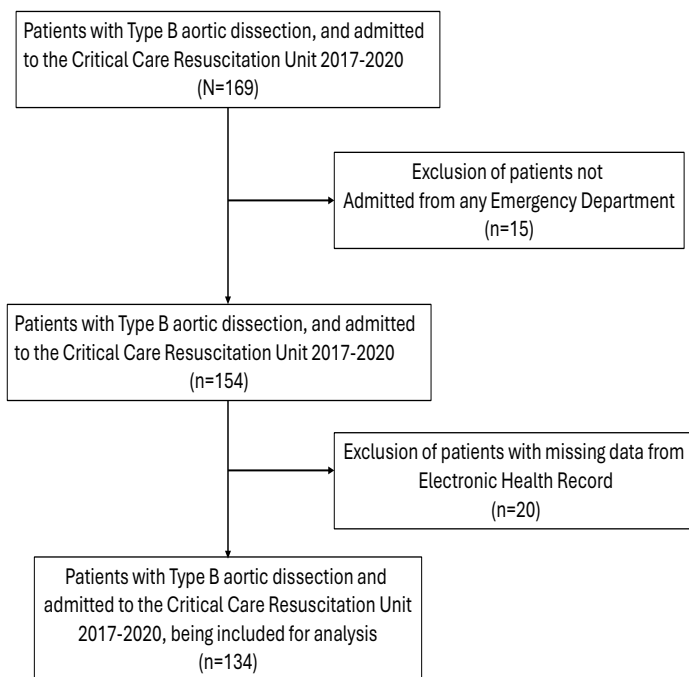 Patients with Type B aortic dissection, and admitted
to the Critical Care Resuscitation Unit 2017-2020
(N=169)
Exclusion of patients not
Admitted from any Emergency Department
(n=15)
Patients with Type B aortic dissection, and admitted
to the Critical Care Resuscitation Unit 2017-2020
(n=154)
Exclusion of patients with missing data from
Electronic Health Record
(n=20)
Patients with Type B aortic dissection and
admitted to the Critical Care Resuscitation Unit
2017-2020, being included for analysis
(n=134)